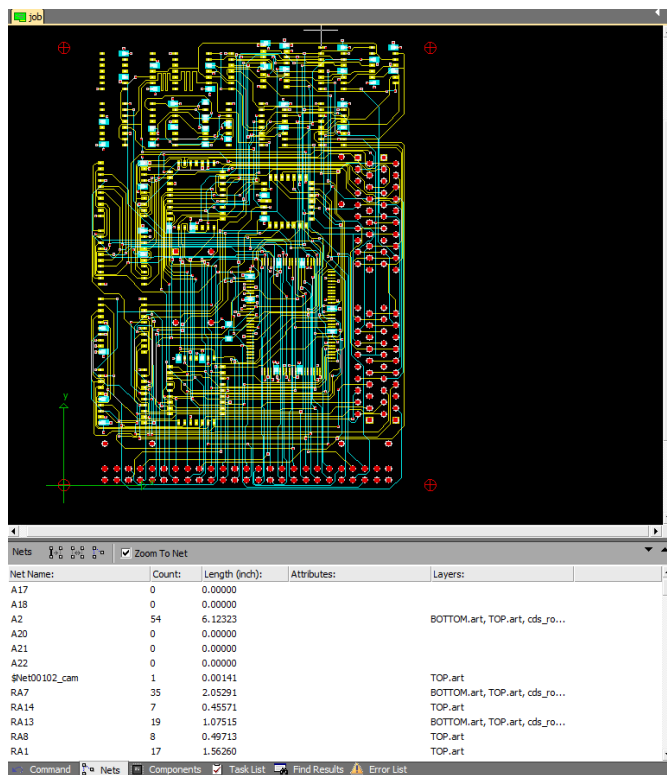 job
y
Nets Zoom To Net
Net Name: Count: Length (inch): Attributes: Layers:
A17 0 0.00000
A18 0 0.00000
A2 54 6.12323 BOTTOM.art, TOP.art, cds_ro...
A20 0 0.00000
A21 0 0.00000
A22 0 0.00000
$Net00102_cam 1 0.00141 TOP.art
RA7 35 2.05291 BOTTOM.art, TOP.art, cds_ro...
RA14 7 0.45571 TOP.art
RA13 19 1.07515 BOTTOM.art, TOP.art, cds_ro...
RA8 8 0.49713 TOP.art
RA1 17 1.56260 TOP.art
Command Nets Components Task List Find Results Error List